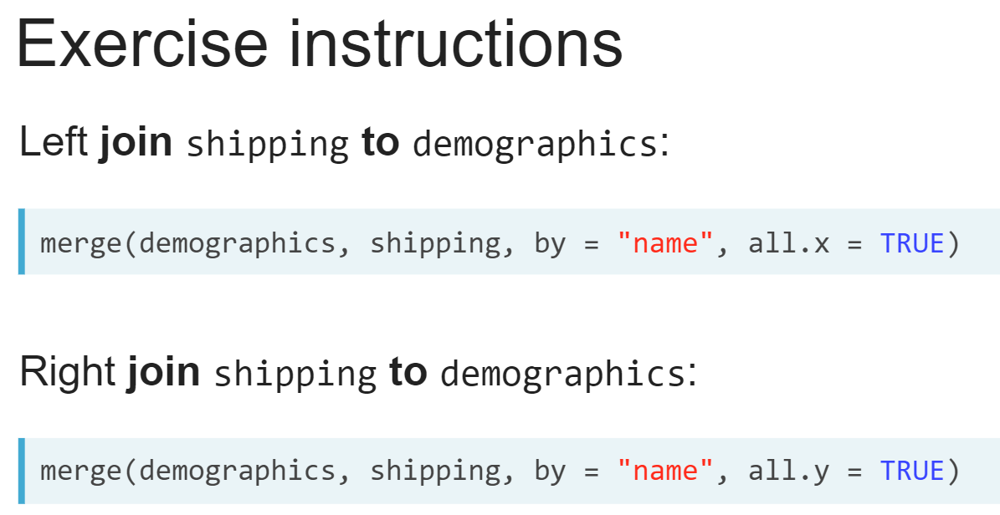 Exercise instructions
Left join shipping to demographics:
merge(demographics, shipping, by = "name", all.x = TRUE)
Right join shipping to demographics:
merge(demographics, shipping, by = "name", all.y = TRUE)